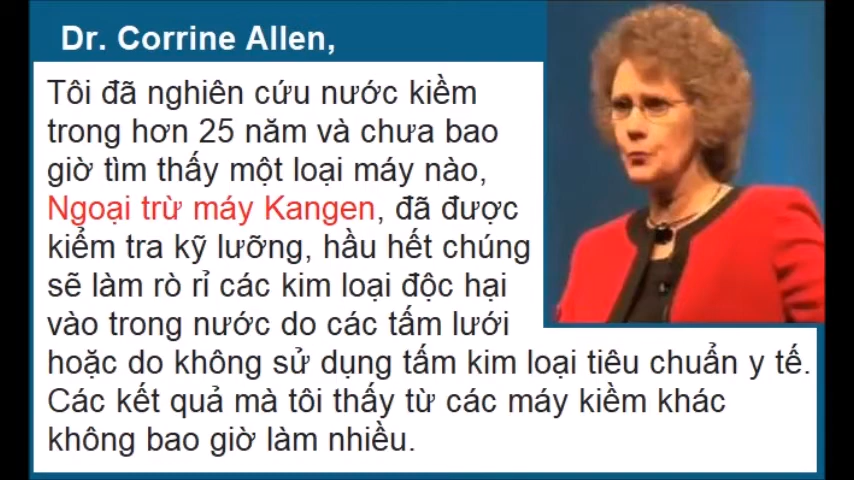 Dr. Corrine Allen,
Tôi đã nghiên cứu nước kiềm
trong hơn 25 năm và chưa bao
giờ tìm thấy một loại máy nào,
Ngoại trừ máy Kangen, đã được
kiểm tra kỹ lưỡng, hầu hết chúng
sẽ làm rò rỉ các kim loại độc hại
vào trong nước do các tấm lưới
hoặc do không sử dụng tấm kim loại tiêu chuẩn y tế.
Các kết quả mà tôi thấy từ các máy kiềm khác
không bao giờ làm nhiều.